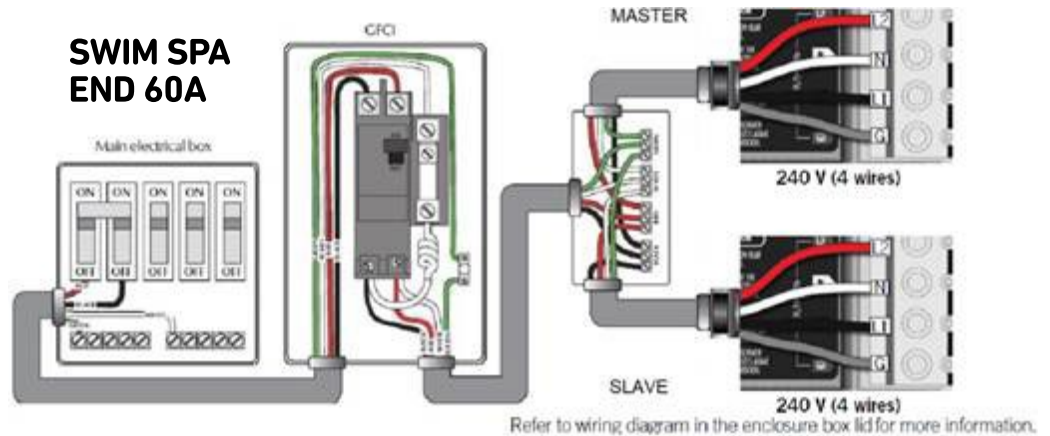 SWIM SPA
END 60A
Main electrical box
ON ON ON ON ON
OFF OFF OFF OFF OFF
GFCI
MASTER
L2
N
L1
G
240 V (4 wires)
SLAVE
L2
N
L1
G
240 V (4 wires)
Refer to wiring diagram in the enclosure box lid for more information.